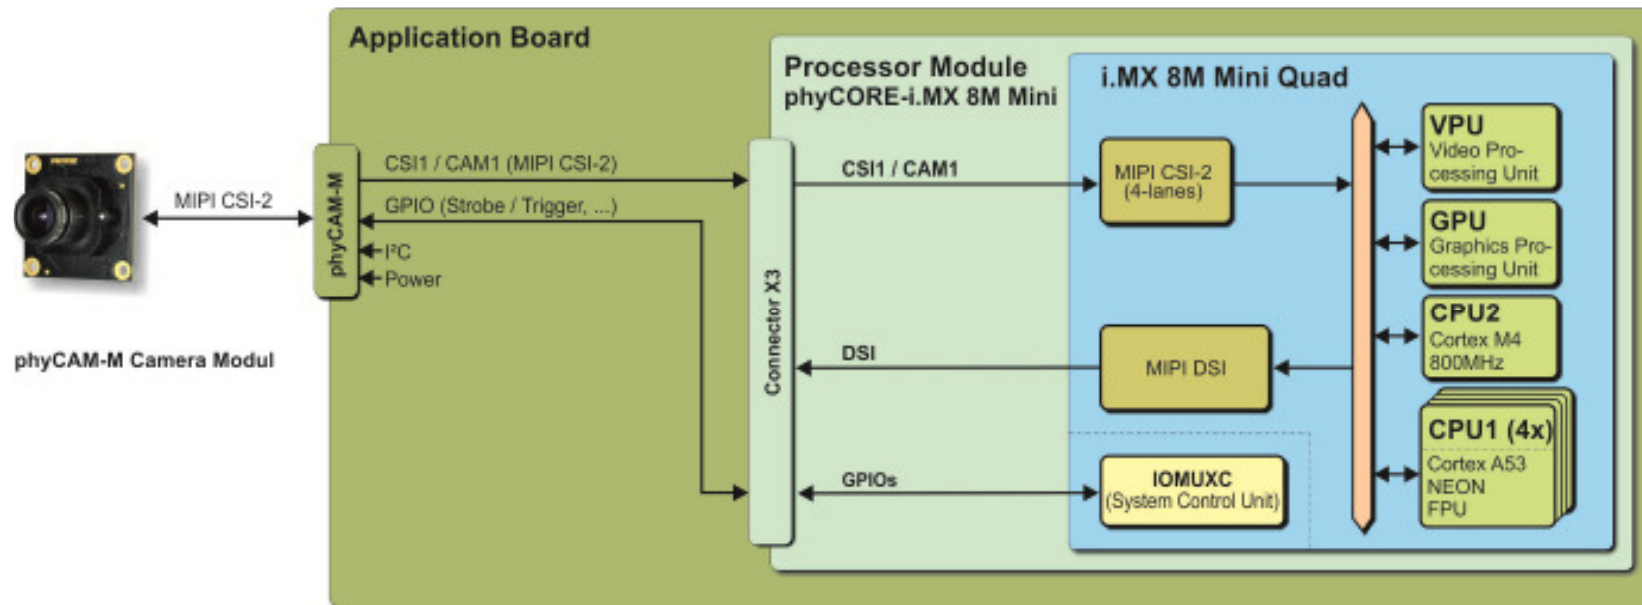 Application Board
Processor Module
phyCORE-i.MX 8M Mini
i.MX 8M Mini Quad
MIPI CSI-2
phyCAM-M
CSI1 / CAM1 (MIPI CSI-2)
GPIO (Strobe / Trigger, ...)
I²C
Power
phyCAM-M Camera Modul
Connector X3
CSI1 / CAM1
MIPI CSI-2
(4-lanes)
DSI
MIPI DSI
GPIOs
IOMUXC
(System Control Unit)
VPU
Video Pro-
cessing Unit
GPU
Graphics Pro-
cessing Unit
CPU2
Cortex M4
800MHz
CPU1 (4x)
Cortex A53
NEON
FPU